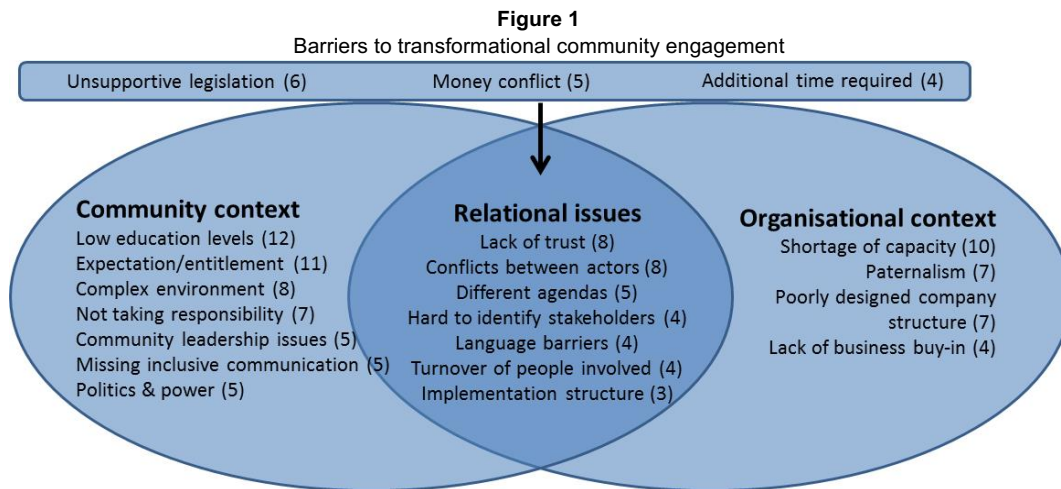 Figure 1
Barriers to transformational community engagement
Unsupportive legislation (6) Money conflict (5) Additional time required (4)
Community context
Low education levels (12)
Expectation/entitlement (11)
Complex environment (8)
Not taking responsibility (7)
Community leadership issues (5)
Missing inclusive communication (5)
Politics & power (5)
Relational issues
Lack of trust (8)
Conflicts between actors (8)
Different agendas (5)
Hard to identify stakeholders (4)
Language barriers (4)
Turnover of people involved (4)
Implementation structure (3)
Organisational context
Shortage of capacity (10)
Paternalism (7)
Poorly designed company
structure (7)
Lack of business buy-in (4)